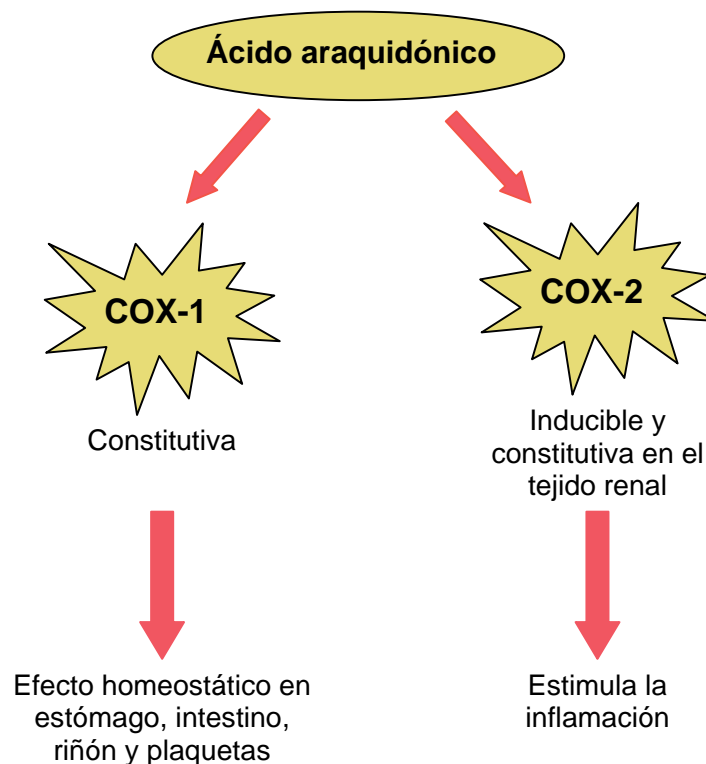 Ácido araquidónico
COX-1
COX-2
Constitutiva
Inducible y
constitutiva en el
tejido renal
Efecto homeostático en
estómago, intestino,
riñón y plaquetas
Estimula la
inflamación